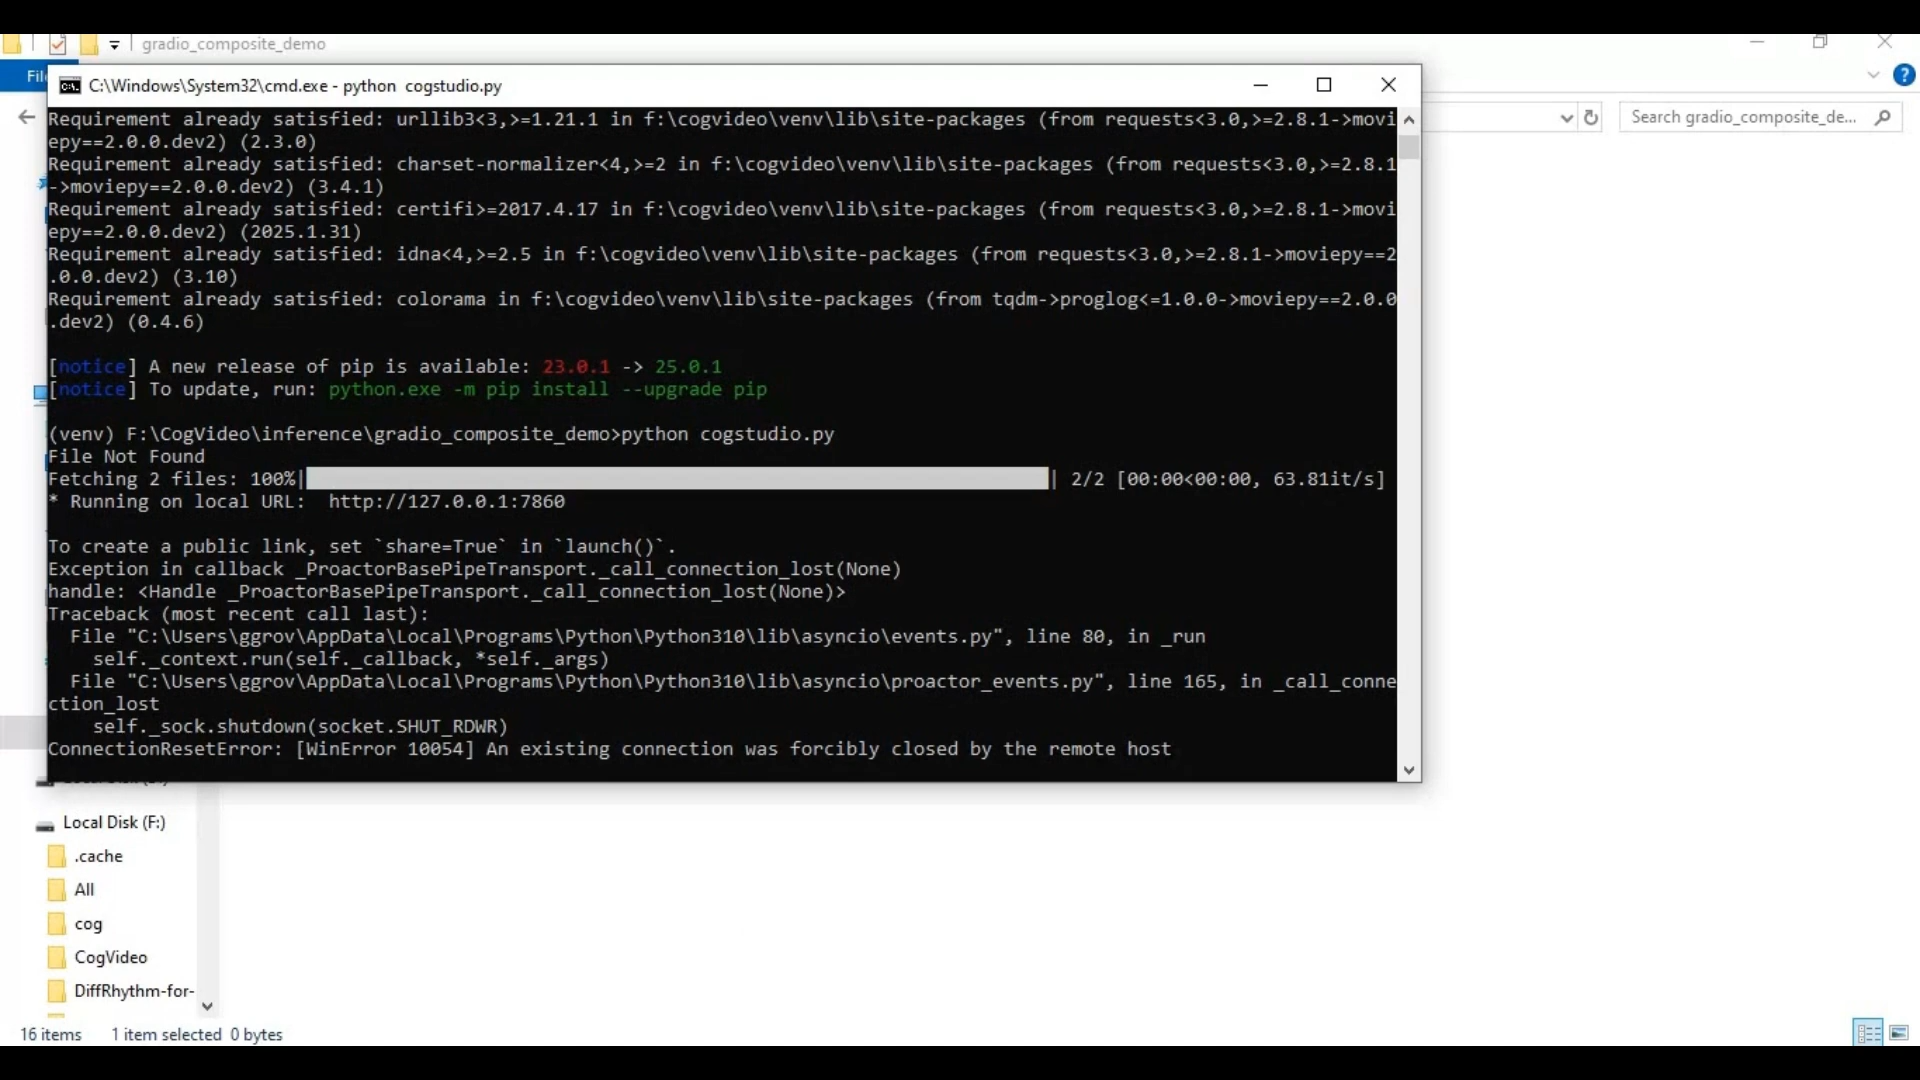 gradio_composite_demo
File
C:\Windows\System32\cmd.exe - python  cogstudio.py
Search gradio_composite_de...
Requirement already satisfied: urllib3<3,>=1.21.1 in f:\cogvideo\venv\lib\site-packages (from requests<3.0,>=2.8.1->movi
epy==2.0.0.dev2) (2.3.0)
Requirement already satisfied: charset-normalizer<4,>=2 in f:\cogvideo\venv\lib\site-packages (from requests<3.0,>=2.8.1
->moviepy==2.0.0.dev2) (3.4.1)
Requirement already satisfied: certifi>=2017.4.17 in f:\cogvideo\venv\lib\site-packages (from requests<3.0,>=2.8.1->movi
epy==2.0.0.dev2) (2025.1.31)
Requirement already satisfied: idna<4,>=2.5 in f:\cogvideo\venv\lib\site-packages (from requests<3.0,>=2.8.1->moviepy==2
.0.0.dev2) (3.10)
Requirement already satisfied: colorama in f:\cogvideo\venv\lib\site-packages (from tqdm->proglog<=1.0.0->moviepy==2.0.0
.dev2) (0.4.6)
[notice] A new release of pip is available: 23.0.1 -> 25.0.1
[notice] To update, run: python.exe -m pip install --upgrade pip
(venv) F:\CogVideo\inference\gradio_composite_demo>python cogstudio.py
File Not Found
Fetching 2 files: 100%|| 2/2 [00:00<00:00, 63.81it/s]
* Running on local URL:  http://127.0.0.1:7860
To create a public link, set `share=True` in `launch()`.
Exception in callback _ProactorBasePipeTransport._call_connection_lost(None)
handle: <Handle _ProactorBasePipeTransport._call_connection_lost(None)>
Traceback (most recent call last):
  File "C:\Users\ggrov\AppData\Local\Programs\Python\Python310\lib\asyncio\events.py", line 80, in _run
    self._context.run(self._callback, *self._args)
  File "C:\Users\ggrov\AppData\Local\Programs\Python\Python310\lib\asyncio\proactor_events.py", line 165, in _call_conne
ction_lost
    self._sock.shutdown(socket.SHUT_RDWR)
ConnectionResetError: [WinError 10054] An existing connection was forcibly closed by the remote host
Local Disk (F:)
.cache
All
cog
CogVideo
DiffRhythm-for-
16 items 1 item selected 0 bytes